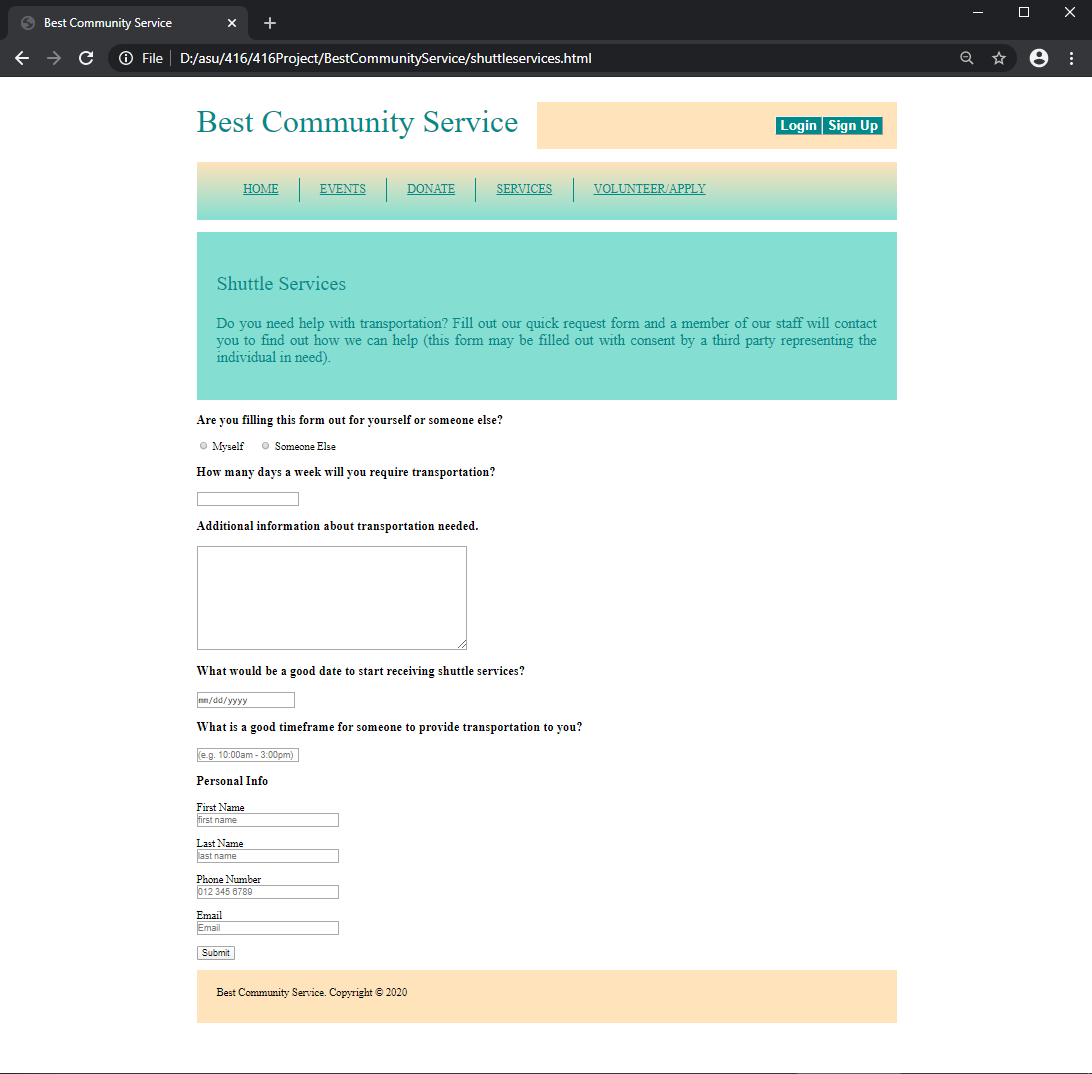 Best Community Service
File D:/asu/416/416Project/BestCommunityService/shuttleservices.html
Best Community Service
Login Sign Up
HOME EVENTS DONATE SERVICES VOLUNTEER/APPLY
Shuttle Services
Do you need help with transportation? Fill out our quick request form and a member of our staff will contact
you to find out how we can help (this form may be filled out with consent by a third party representing the
individual in need).
Are you filling this form out for yourself or someone else?
Myself Someone Else
How many days a week will you require transportation?
Additional information about transportation needed.
What would be a good date to start receiving shuttle services?
mm/dd/yyyy
What is a good timeframe for someone to provide transportation to you?
(e.g. 10:00am - 3:00pm)
Personal Info
First Name
first name
Last Name
last name
Phone Number
012 345 6789
Email
Email
Submit
Best Community Service. Copyright © 2020